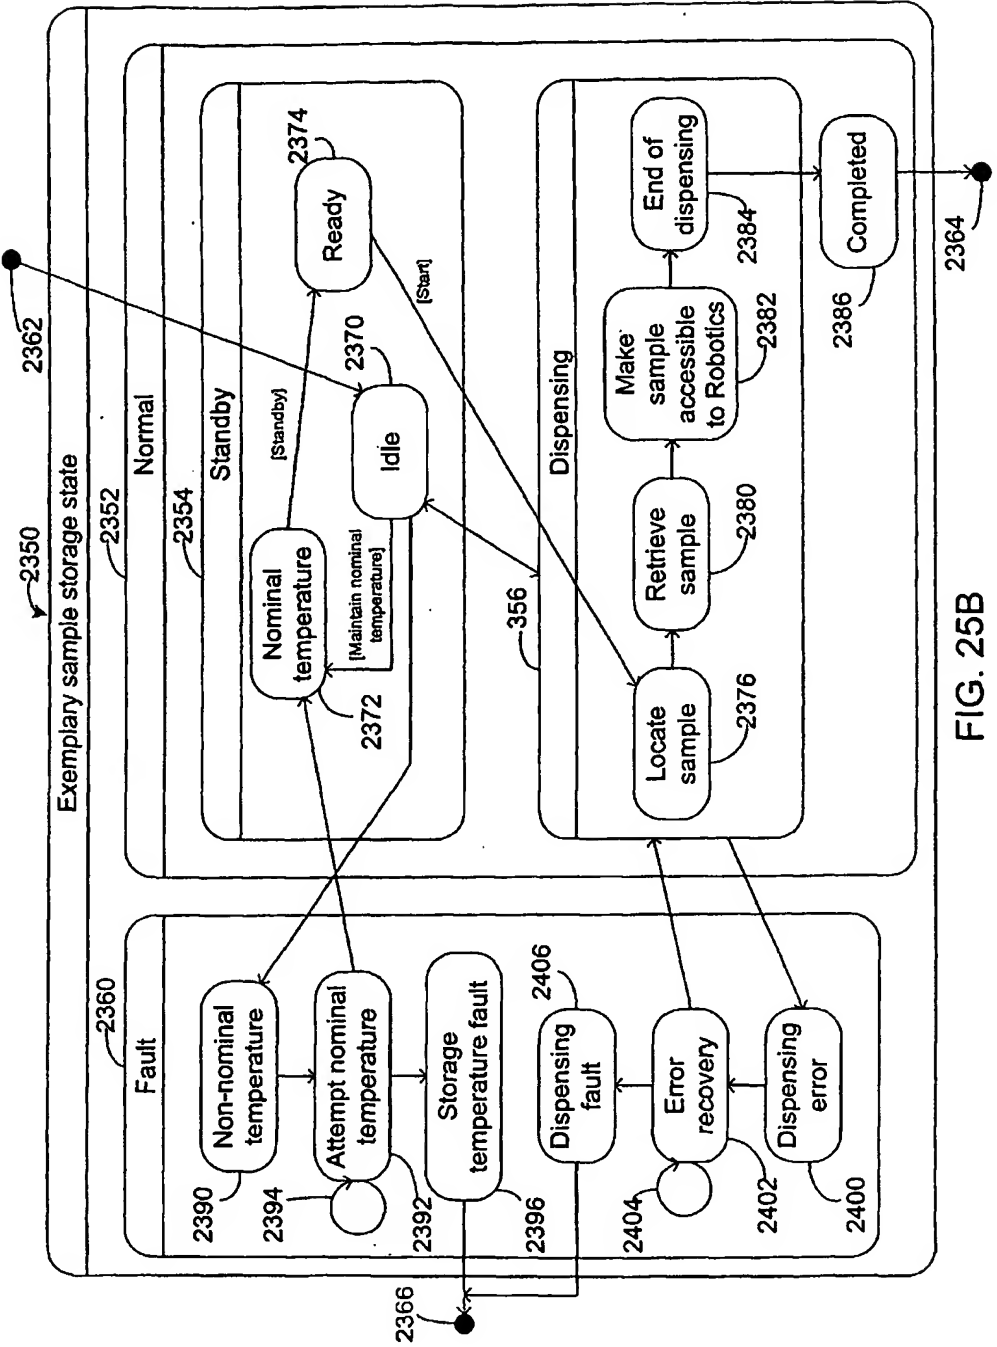 2350
Exemplary sample storage state
2362
2360
Fault
2352
Normal
2354
Standby
2390
Non-nominal
temperature
2394
Attempt nominal
temperature
2392
Storage
temperature fault
2396
2366
Nominal
temperature
2372
[Standby]
[Maintain nominal
temperature]
Idle
2370
Ready
2374
[Start]
356
Dispensing
Locate
sample
2376
Retrieve
sample
2380
Make
sample
accessible
to Robotics
2382
End of
dispensing
2384
Completed
2386
2364
Dispensing
fault
2406
Error
recovery
2404
2402
Dispensing
error
2400
FIG. 25B